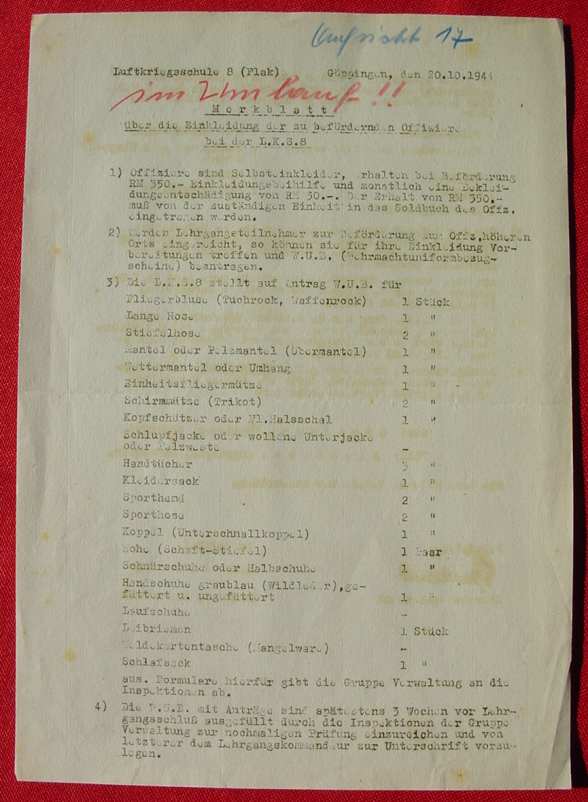 Aufsicht 17
Luftkriegsschule 8 (Flak) Göppingen, den 20.10.1944
im Umlauf!!
Merkblatt
über die Einkleidung der zu befördernden Offiziere
bei der L.K.S.8
1) Offiziere sind Selbsteinkleider, erhalten bei Beförderung
RM 350.- Einkleidungsbeihilfe und monatlich eine Beklei-
dungsentschädigung von RM 30.-. Der Erhalt von RM 350.-
muß von der zuständigen Einheit in das Soldbuch des Offz.
eingetragen werden.
2) Werden Lehrgangsteilnehmer zur Beförderung zum Offz. höheren
Orts eingereicht, so können sie für ihre Einkleidung Vor-
bereitungen treffen und W.U.B. (Wehrmachtuniformbezug-
scheine) beantragen.
3) Die L.K.S.8 stellt auf Antrag W.U.B. für
Fliegerbluse (Tuchrock, Waffenrock) 1 Stück
Lange Hose 1 "
Stiefelhose 2 "
Mantel oder Pelzmantel (Übermantel) 1 "
Wettermantel oder Umhang 1 "
Einheitsfliegermütze 1 "
Schirmmütze (Trikot) 2 "
Kopfschützer oder Fl.Halsschal 1 "
Schlupfjacke oder wollene Unterjacke
oder Pelzweste -
Handtücher 3 "
Kleidersack 1 "
Sporthemd 2 "
Sporthose 2 "
Koppel (Unterschnallkoppel) 1 "
Hohe (Schaft-Stiefel) 1 Paar
Schnürschuhe oder Halbschuhe 1 "
Handschuhe graublau (Wildleder),ge-
füttert u. ungefüttert 1 "
Laufschuhe -
Leibriemen 1 Stück
Meldekartentasche (Mangelware) -
Schlafsack 1 "
aus. Formulare hierfür gibt die Gruppe Verwaltung an die
Inspektionen ab.
4) Die mit Anträge sind spätestens 3 Wochen vor Lehr-
gangsschluß ausgefüllt durch die Inspektionen der Gruppe
Verwaltung zur nochmaligen Prüfung einzureichen und von
letzterer dem Lehrgangskommandeur zur Unterschrift vorzu-
legen.